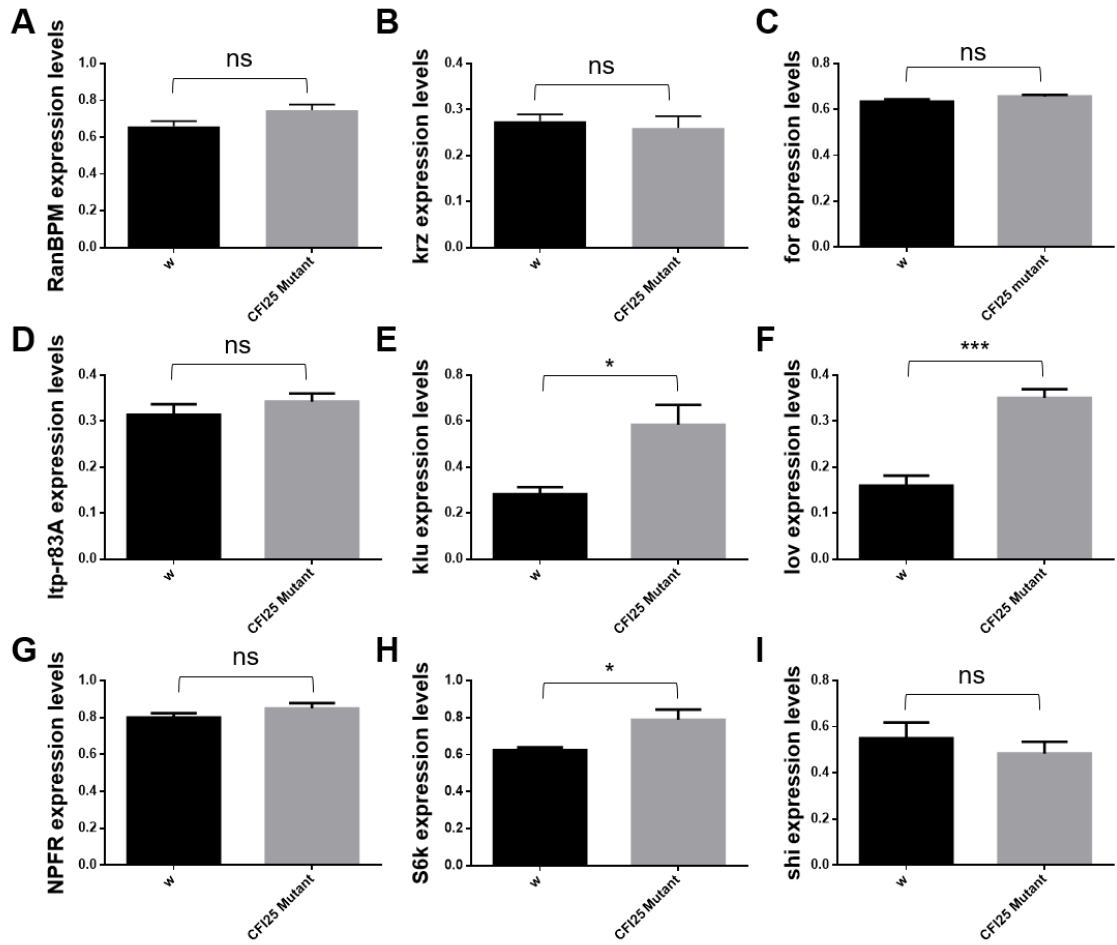 A
RanBPM expression levels
1.0
0.8
0.6
0.4
0.2
0.0
ns
w
CFI25 Mutant
B
krz expression levels
0.4
0.3
0.2
0.1
0.0
ns
w
CFI25 Mutant
C
for expression levels
0.8
0.6
0.4
0.2
0.0
ns
w
CFI25 mutant
D
Itp-r83A expression levels
0.4
0.3
0.2
0.1
0.0
ns
w
CFI25 Mutant
E
klu expression levels
0.8
0.6
0.4
0.2
0.0
*
w
CFI25 Mutant
F
lov expression levels
0.4
0.3
0.2
0.1
0.0
***
w
CFI25 Mutant
G
NPFR expression levels
1.0
0.8
0.6
0.4
0.2
0.0
ns
w
CFI25 Mutant
H
S6k expression levels
1.0
0.8
0.6
0.4
0.2
0.0
*
w
CFI25 Mutant
I
shi expression levels
0.8
0.6
0.4
0.2
0.0
ns
w
CFI25 Mutant